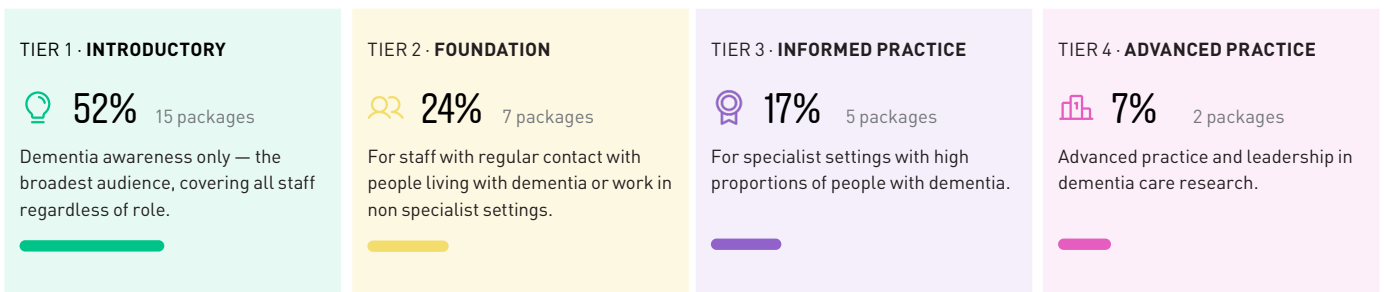 TIER 1 · INTRODUCTORY
52% 15 packages
Dementia awareness only — the
broadest audience, covering all staff
regardless of role.
TIER 2 · FOUNDATION
24% 7 packages
For staff with regular contact with
people living with dementia or work in
non specialist settings.
TIER 3 · INFORMED PRACTICE
17% 5 packages
For specialist settings with high
proportions of people with dementia.
TIER 4 · ADVANCED PRACTICE
1
7% 2 packages
Advanced practice and leadership in
dementia care research.